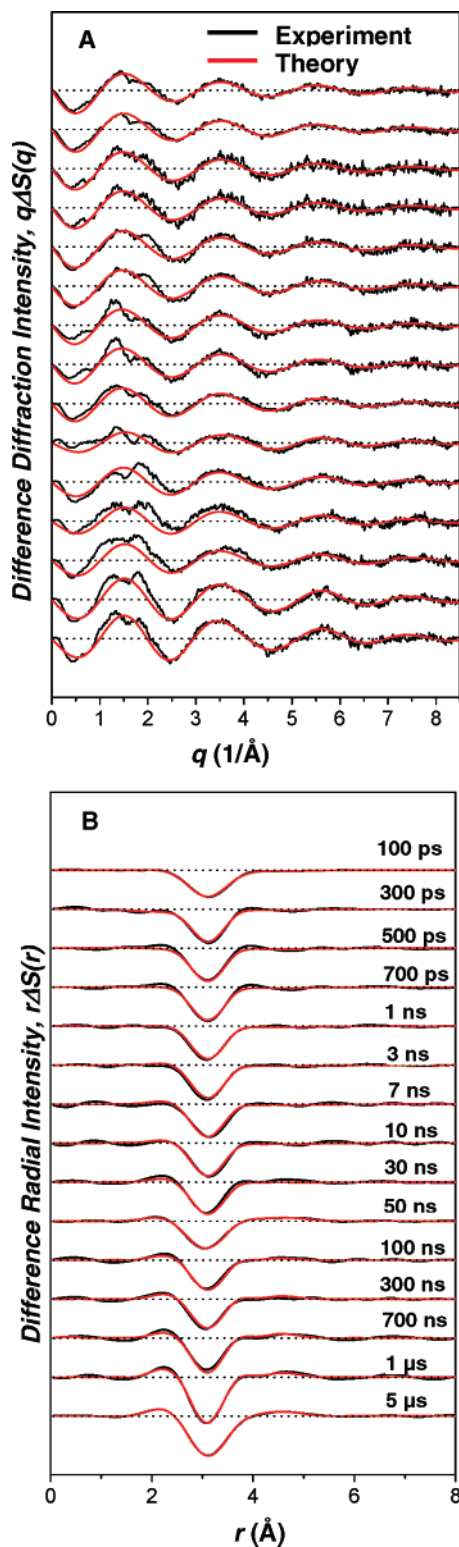 A
Experiment
Theory
Difference Diffraction Intensity, qΔS(q)
0 1 2 3 4 5 6 7 8
q (1/Å)
B
100 ps
300 ps
500 ps
700 ps
1 ns
3 ns
7 ns
10 ns
30 ns
50 ns
100 ns
300 ns
700 ns
1 μs
5 μs
Difference Radial Intensity, rΔS(r)
0 2 4 6 8
r (Å)